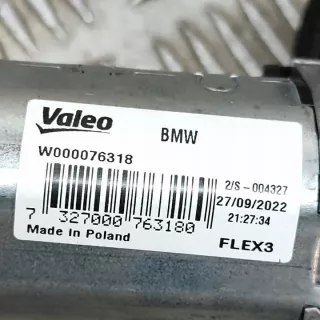 Valeo BMW
W000076318
2/S-004327
27/09/2022
21:27:34
7 327000 763180
Made In Poland FLEX3